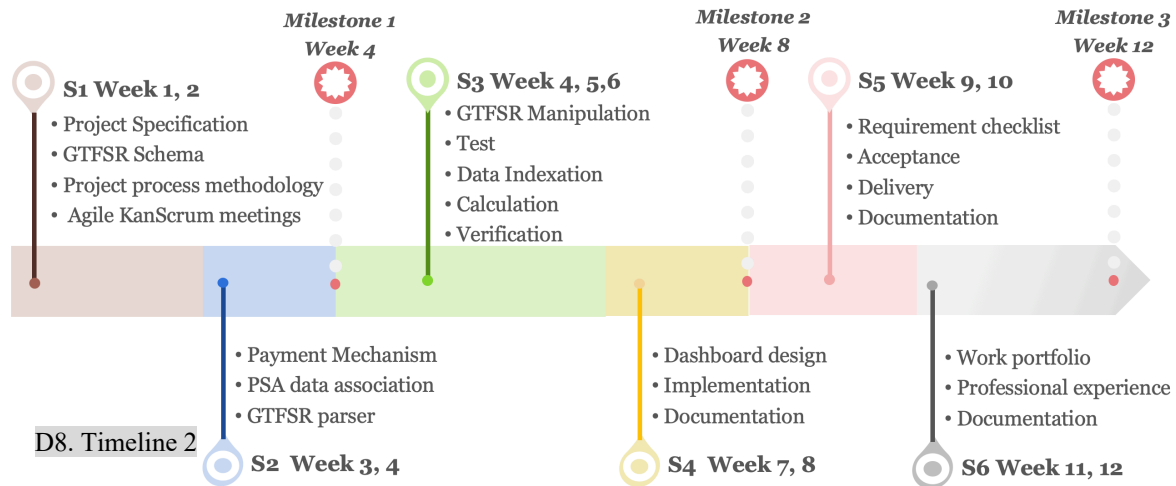 Milestone 1
Week 4
Milestone 2
Week 8
Milestone 3
Week 12
S1 Week 1, 2
• Project Specification
• GTFSR Schema
• Project process methodology
• Agile KanScrum meetings
S3 Week 4, 5,6
• GTFSR Manipulation
• Test
• Data Indexation
• Calculation
• Verification
S5 Week 9, 10
• Requirement checklist
• Acceptance
• Delivery
• Documentation
• Payment Mechanism
• PSA data association
• GTFSR parser
S2 Week 3, 4
• Dashboard design
• Implementation
• Documentation
S4 Week 7, 8
• Work portfolio
• Professional experience
• Documentation
S6 Week 11, 12
D8. Timeline 2